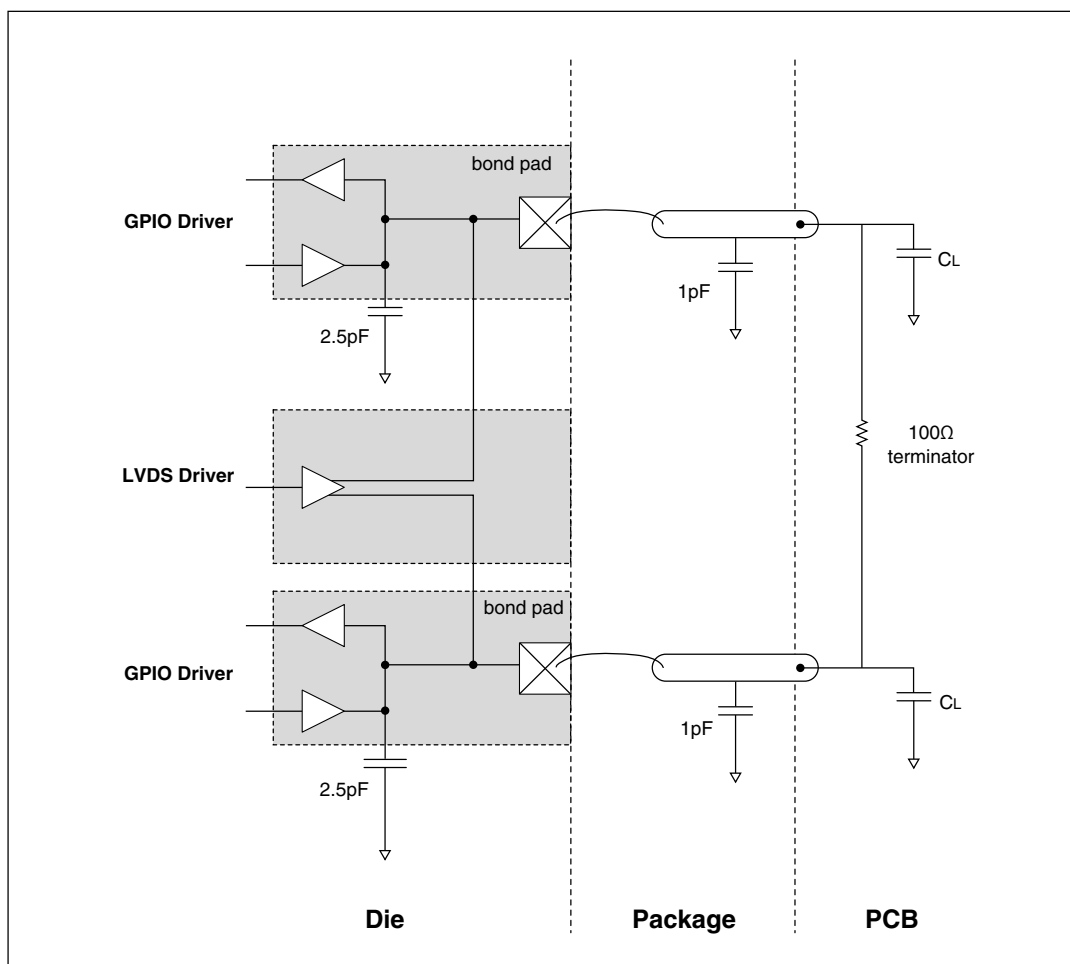 bond pad
GPIO Driver
CL
1pF
2.5pF
100Ω
terminator
LVDS Driver
bond pad
GPIO Driver
CL
1pF
2.5pF
Die
Package
PCB